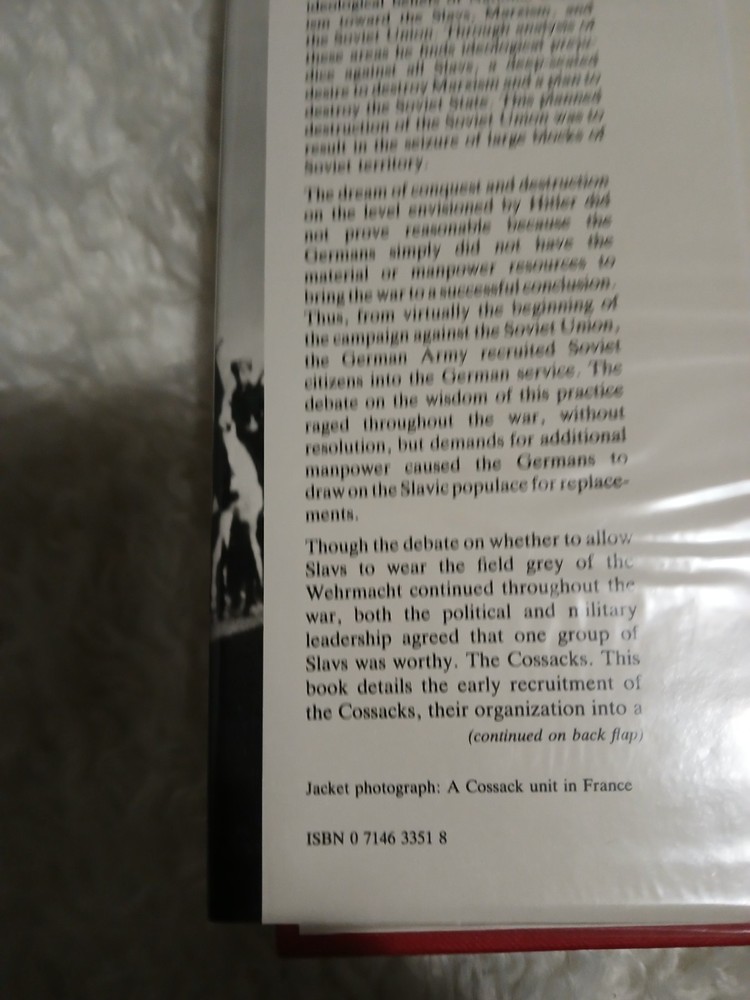 ideological beliefs of
ism toward the Slavs, Marxism, and
the Soviet Union. Through analysis of
these areas he finds ideological preju-
dice against all Slavs, a deep-seated
desire to destroy Marxism and a plan to
destroy the Soviet State. This planned
destruction of the Soviet Union was to
result in the seizure of large blocks of
Soviet territory.
The dream of conquest and destruction
on the level envisioned by Hitler did
not prove reasonable because the
Germans simply did not have the
material or manpower resources to
bring the war to a successful conclusion.
Thus, from virtually the beginning of
the campaign against the Soviet Union,
the German Army recruited Soviet
citizens into the German service. The
debate on the wisdom of this practice
raged throughout the war, without
resolution, but demands for additional
manpower caused the Germans to
draw on the Slavic populace for replace-
ments.
Though the debate on whether to allow
Slavs to wear the field grey of the
Wehrmacht continued throughout the
war, both the political and military
leadership agreed that one group of
Slavs was worthy. The Cossacks. This
book details the early recruitment of
the Cossacks, their organization into a
(continued on back flap)
Jacket photograph: A Cossack unit in France
ISBN 0 7146 3351 8